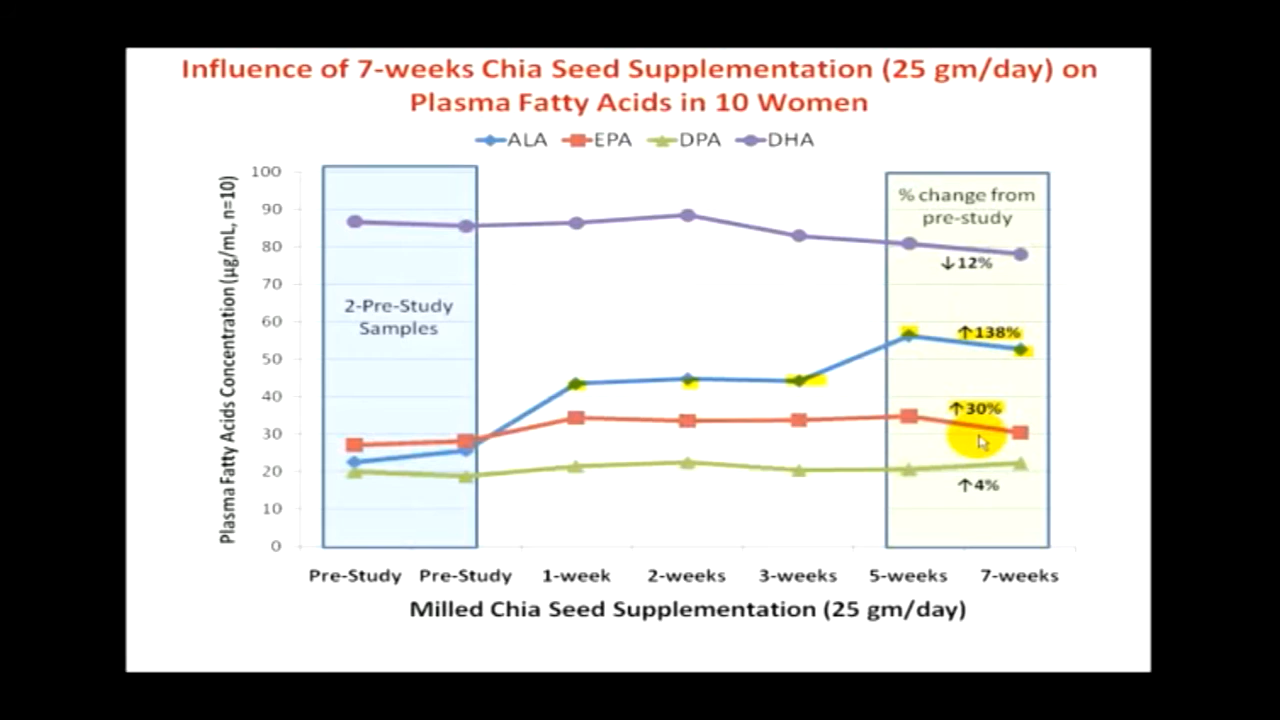 Influence of 7-weeks Chia Seed Supplementation (25 gm/day) on
Plasma Fatty Acids in 10 Women
ALA EPA DPA DHA
Plasma Fatty Acids Concentration (µg/mL, n=10)
100
90
80
70
60
50
40
30
20
10
0
2-Pre-Study
Samples
% change from
pre-study
↓12%
↑138%
↑30%
↑4%
Pre-Study Pre-Study 1-week 2-weeks 3-weeks 5-weeks 7-weeks
Milled Chia Seed Supplementation (25 gm/day)